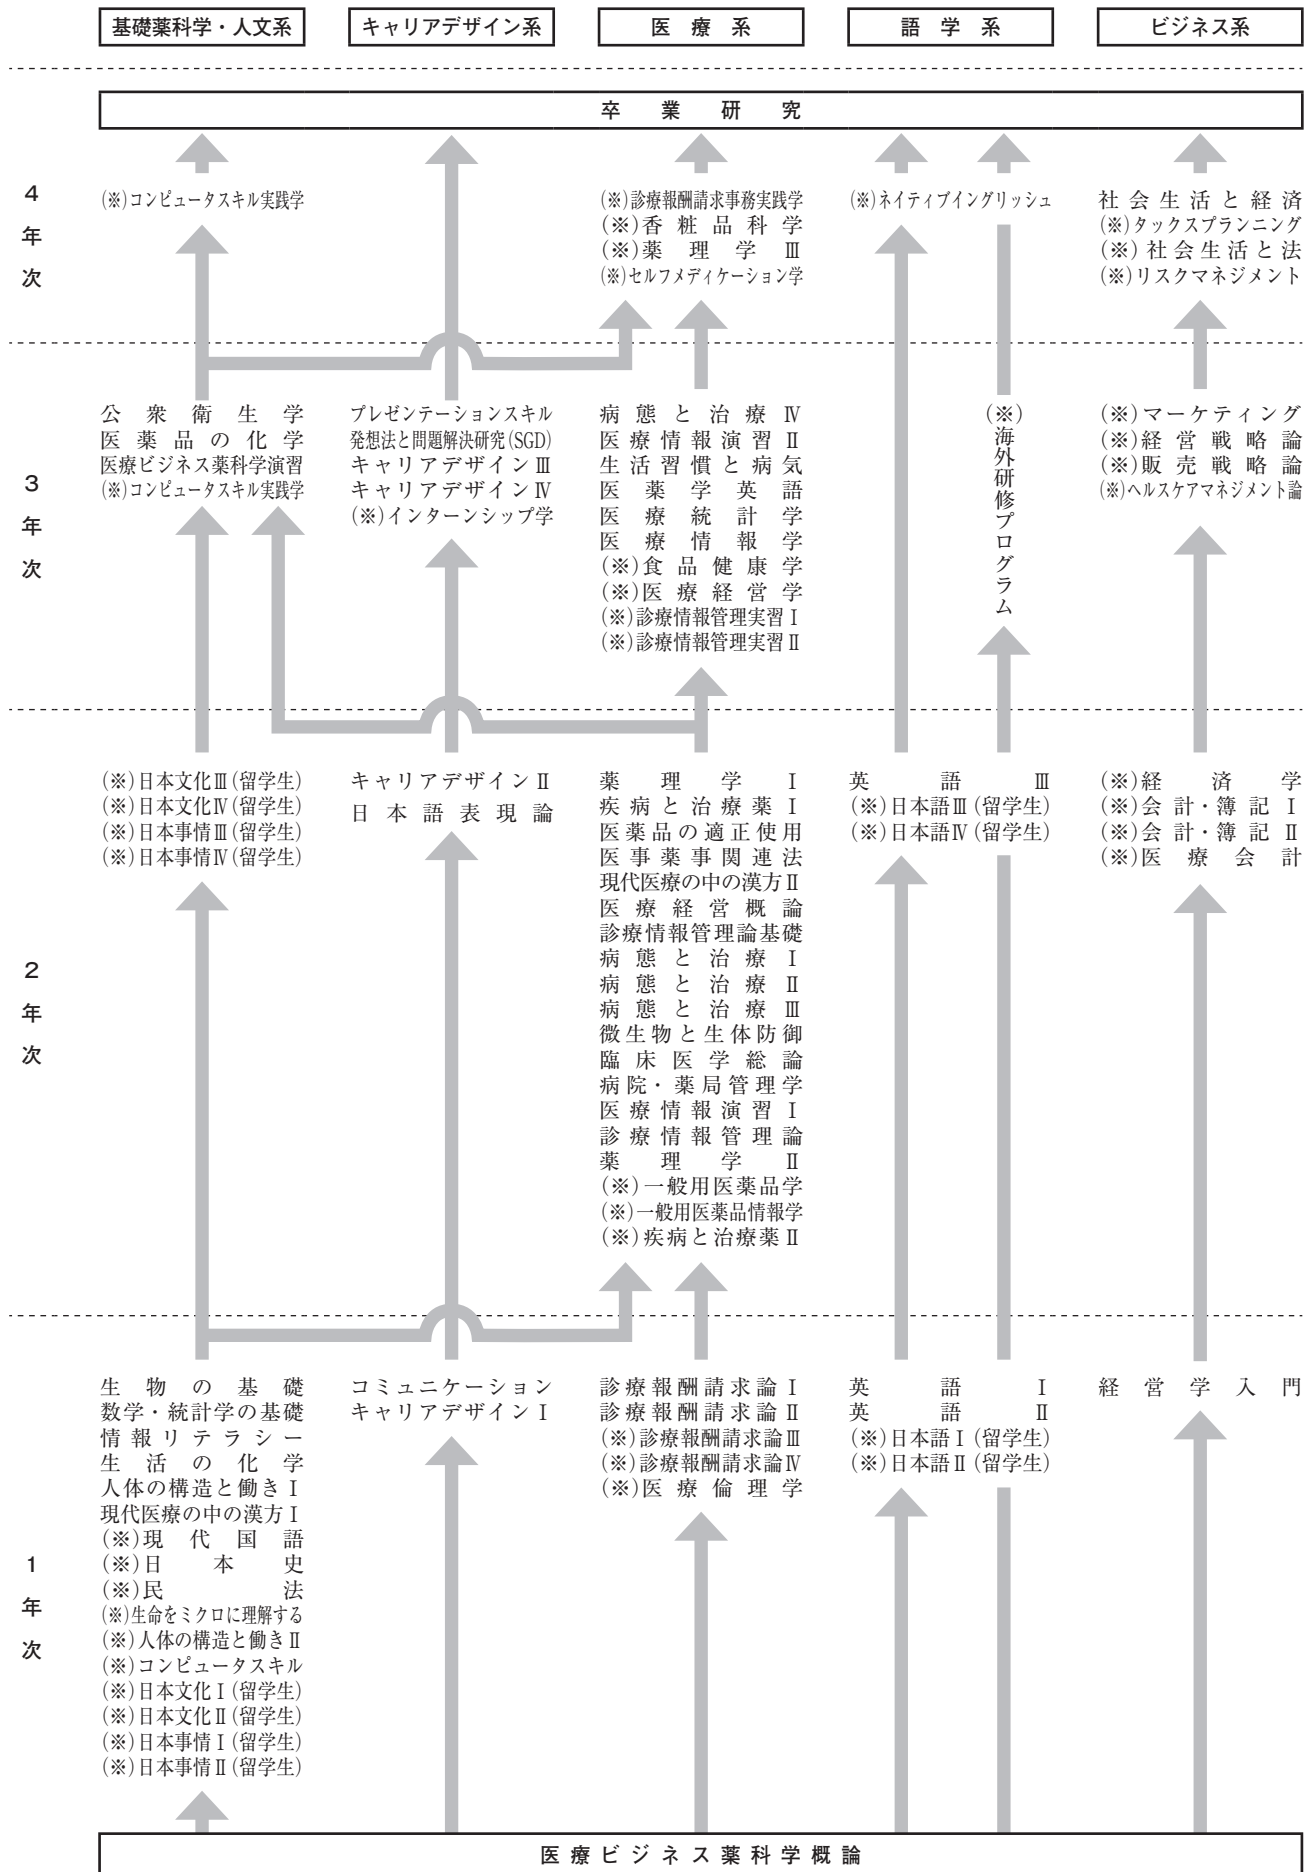 基礎薬科学・人文系
キャリアデザイン系
医療系
語学系
ビジネス系
卒業研究
4年次
(※)コンピュータスキル実践学
(※)診療報酬請求事務実践学
(※)香粧品科学
(※)薬理学Ⅲ
(※)セルフメディケーション学
(※)ネイティブイングリッシュ
社会生活と経済
(※)タックスプランニング
(※)社会生活と法
(※)リスクマネジメント
3年次
公衆衛生学
医薬品の化学
医療ビジネス薬科学演習
(※)コンピュータスキル実践学
プレゼンテーションスキル
発想法と問題解決研究(SGD)
キャリアデザインⅢ
キャリアデザインⅣ
(※)インターンシップ学
病態と治療Ⅳ
医療情報演習Ⅱ
生活習慣と病気
医薬学英語
医療統計学
医療情報学
(※)食品健康学
(※)医療経営学
(※)診療情報管理実習Ⅰ
(※)診療情報管理実習Ⅱ
(※)海外研修プログラム
(※)マーケティング
(※)経営戦略論
(※)販売戦略論
(※)ヘルスケアマネジメント論
2年次
(※)日本文化Ⅲ(留学生)
(※)日本文化Ⅳ(留学生)
(※)日本事情Ⅲ(留学生)
(※)日本事情Ⅳ(留学生)
キャリアデザインⅡ
日本語表現論
薬理学Ⅰ
疾病と治療薬Ⅰ
医薬品の適正使用
医事薬事関連法
現代医療の中の漢方Ⅱ
医療経営概論
診療情報管理論基礎
病態と治療Ⅰ
病態と治療Ⅱ
病態と治療Ⅲ
微生物と生体防御
臨床医学総論
病院・薬局管理学
医療情報演習Ⅰ
診療情報管理論
薬理学Ⅱ
(※)一般用医薬品学
(※)一般用医薬品情報学
(※)疾病と治療薬Ⅱ
英語Ⅲ
(※)日本語Ⅲ(留学生)
(※)日本語Ⅳ(留学生)
(※)経済学
(※)会計・簿記Ⅰ
(※)会計・簿記Ⅱ
(※)医療会計
1年次
生物の基礎
数学・統計学の基礎
情報リテラシー
生活の化学
人体の構造と働きⅠ
現代医療の中の漢方Ⅰ
(※)現代国語
(※)日本史
(※)民法
(※)生命をミクロに理解する
(※)人体の構造と働きⅡ
(※)コンピュータスキル
(※)日本文化Ⅰ(留学生)
(※)日本文化Ⅱ(留学生)
(※)日本事情Ⅰ(留学生)
(※)日本事情Ⅱ(留学生)
コミュニケーション
キャリアデザインⅠ
診療報酬請求論Ⅰ
診療報酬請求論Ⅱ
(※)診療報酬請求論Ⅲ
(※)診療報酬請求論Ⅳ
(※)医療倫理学
英語Ⅰ
英語Ⅱ
(※)日本語Ⅰ(留学生)
(※)日本語Ⅱ(留学生)
経営学入門
医療ビジネス薬科学概論